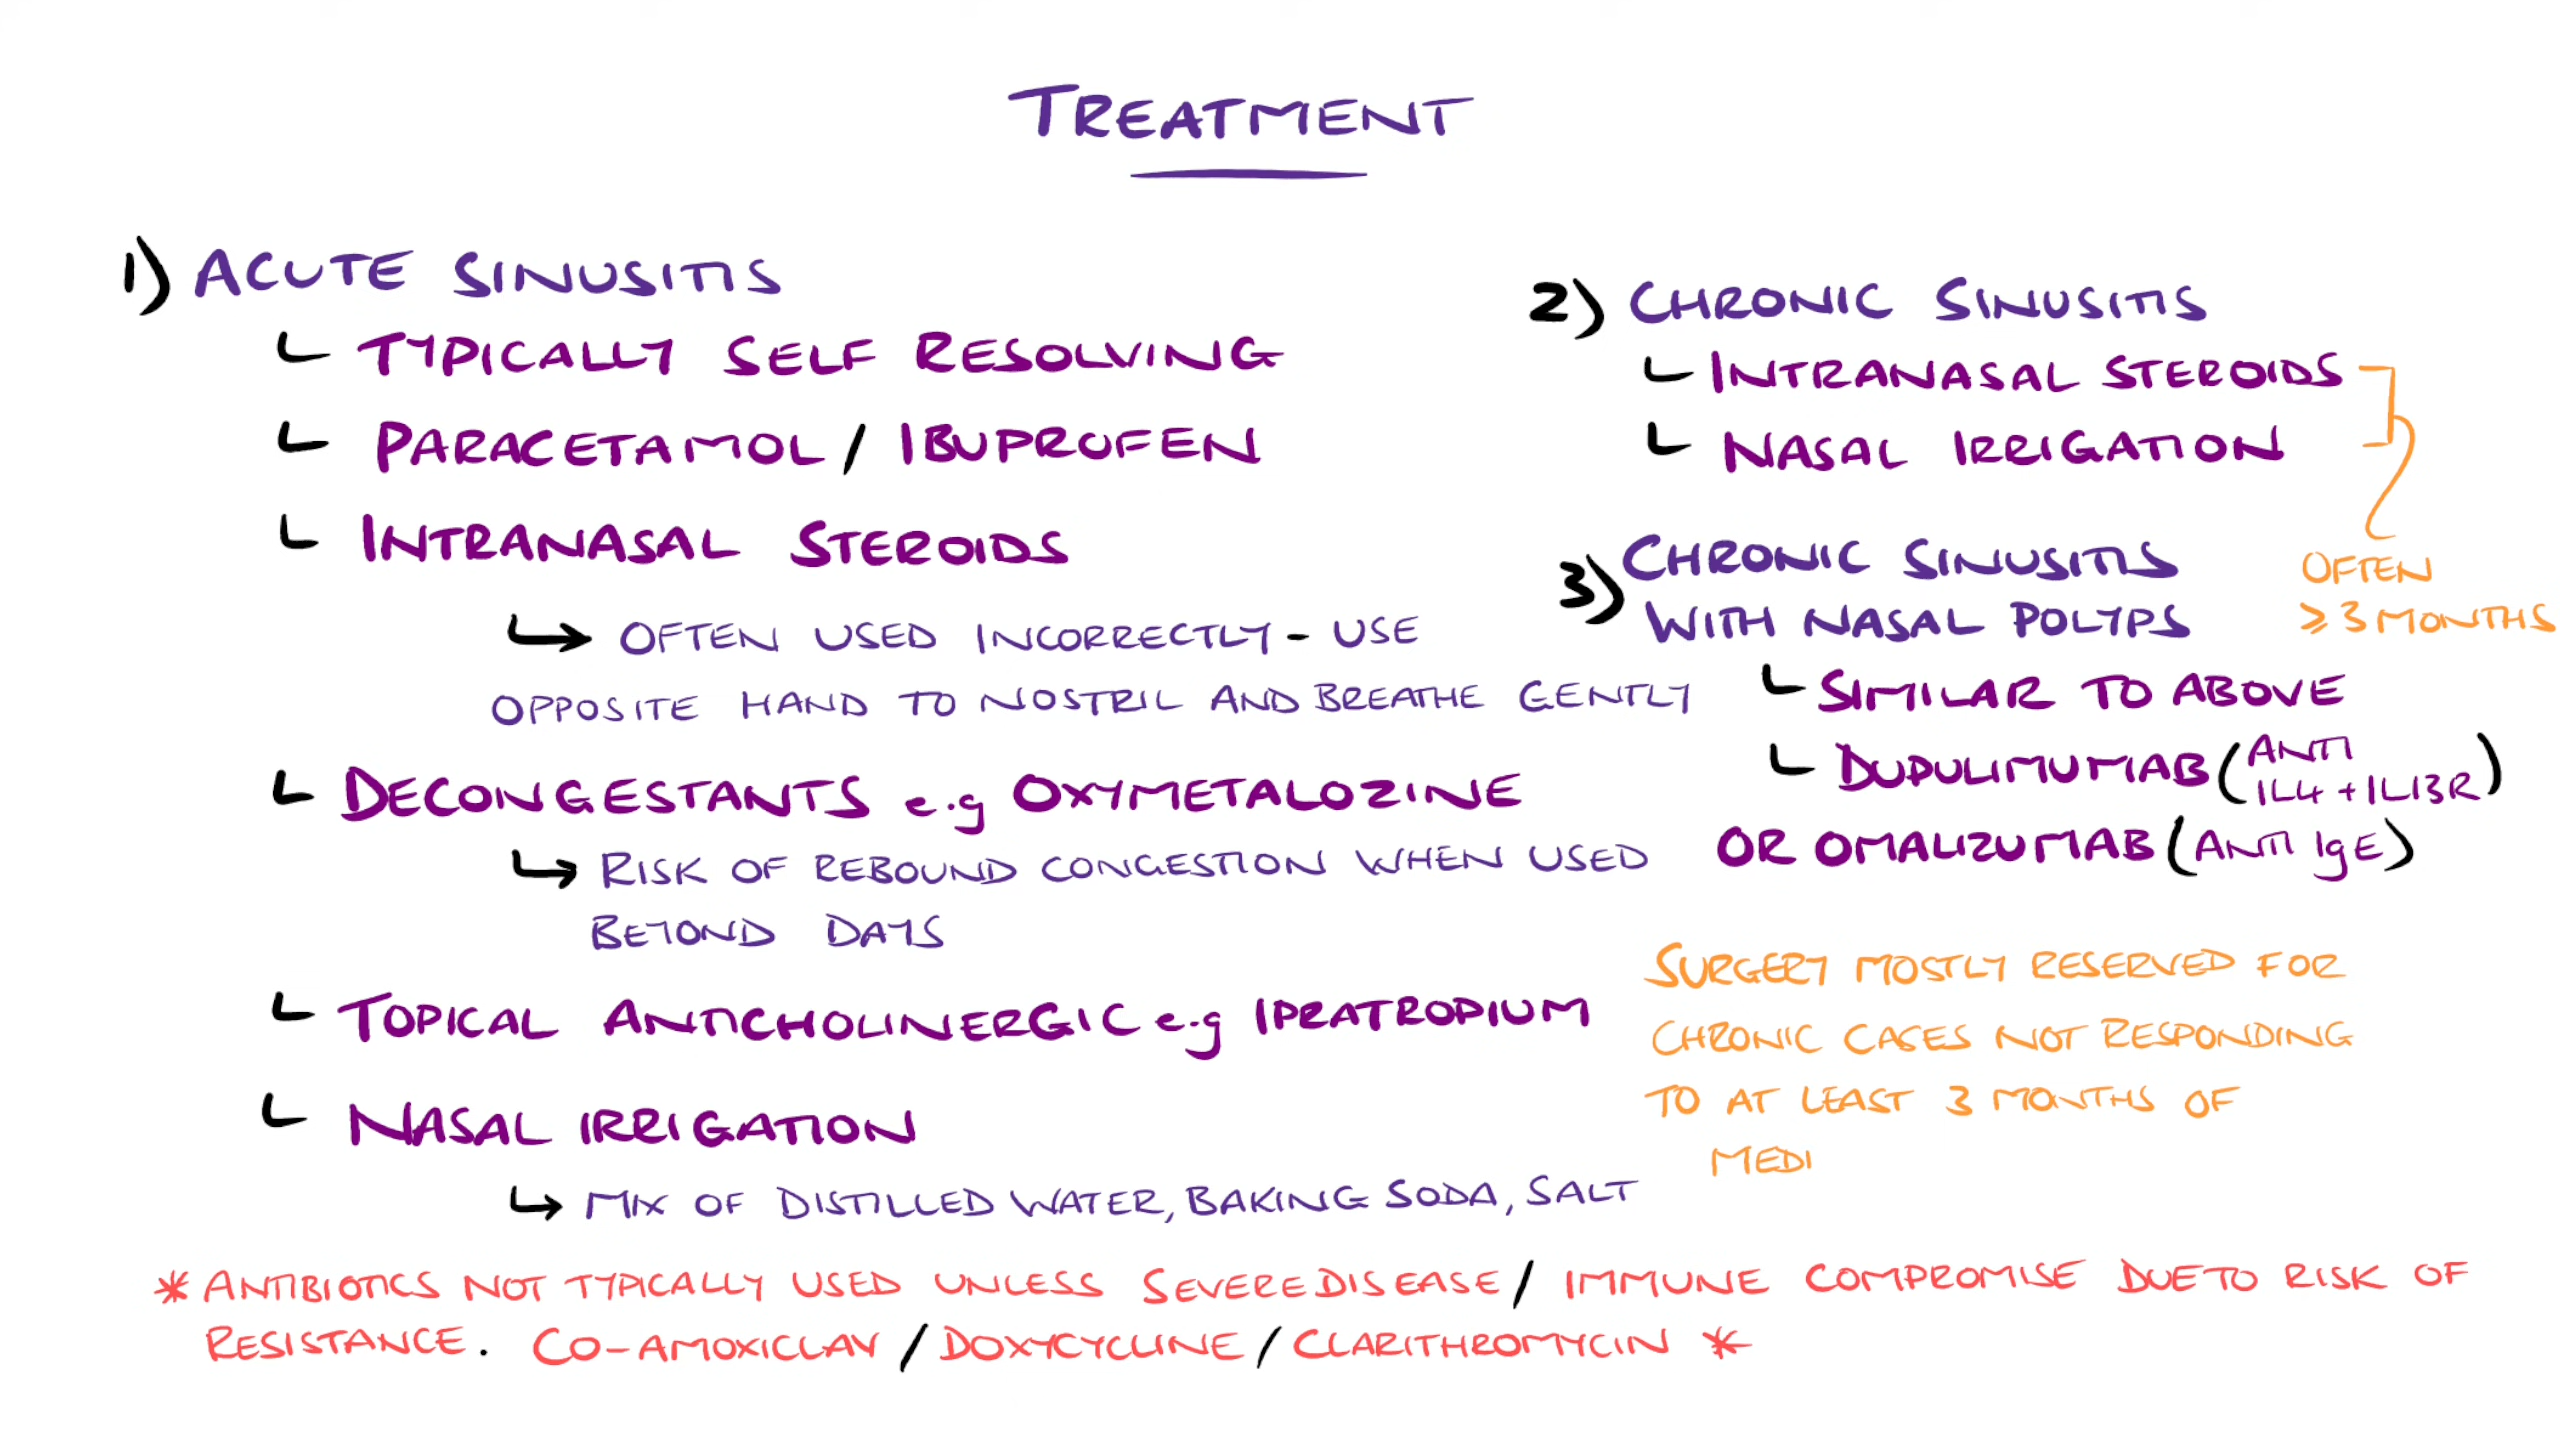 TREATMENT
1) ACUTE SINUSITIS
TYPICALLY SELF RESOLVING
PARACETAMOL / IBUPROFEN
INTRANASAL STEROIDS
OFTEN USED INCORRECTLY - USE
OPPOSITE HAND TO NOSTRIL AND BREATHE GENTLY
DECONGESTANTS e.g OXYMETALOZINE
RISK OF REBOUND CONGESTION WHEN USED
BEYOND DAYS
TOPICAL ANTICHOLINERGIC e.g IPRATROPIUM
NASAL IRRIGATION
MIX OF DISTILLED WATER, BAKING SODA, SALT
2) CHRONIC SINUSITIS
INTRANASAL STEROIDS
NASAL IRRIGATION
OFTEN
≥ 3 MONTHS
3) CHRONIC SINUSITIS
WITH NASAL POLYPS
SIMILAR TO ABOVE
DUPULIMUMAB (ANTI
IL4 + IL13R)
OR OMALIZUMAB (ANTI IgE)
SURGERY MOSTLY RESERVED FOR
CHRONIC CASES NOT RESPONDING
TO AT LEAST 3 MONTHS OF
MEDI
* ANTIBIOTICS NOT TYPICALLY USED UNLESS SEVERE DISEASE / IMMUNE COMPROMISE DUE TO RISK OF
RESISTANCE. CO-AMOXICLAV / DOXYCYCLINE / CLARITHROMYCIN *